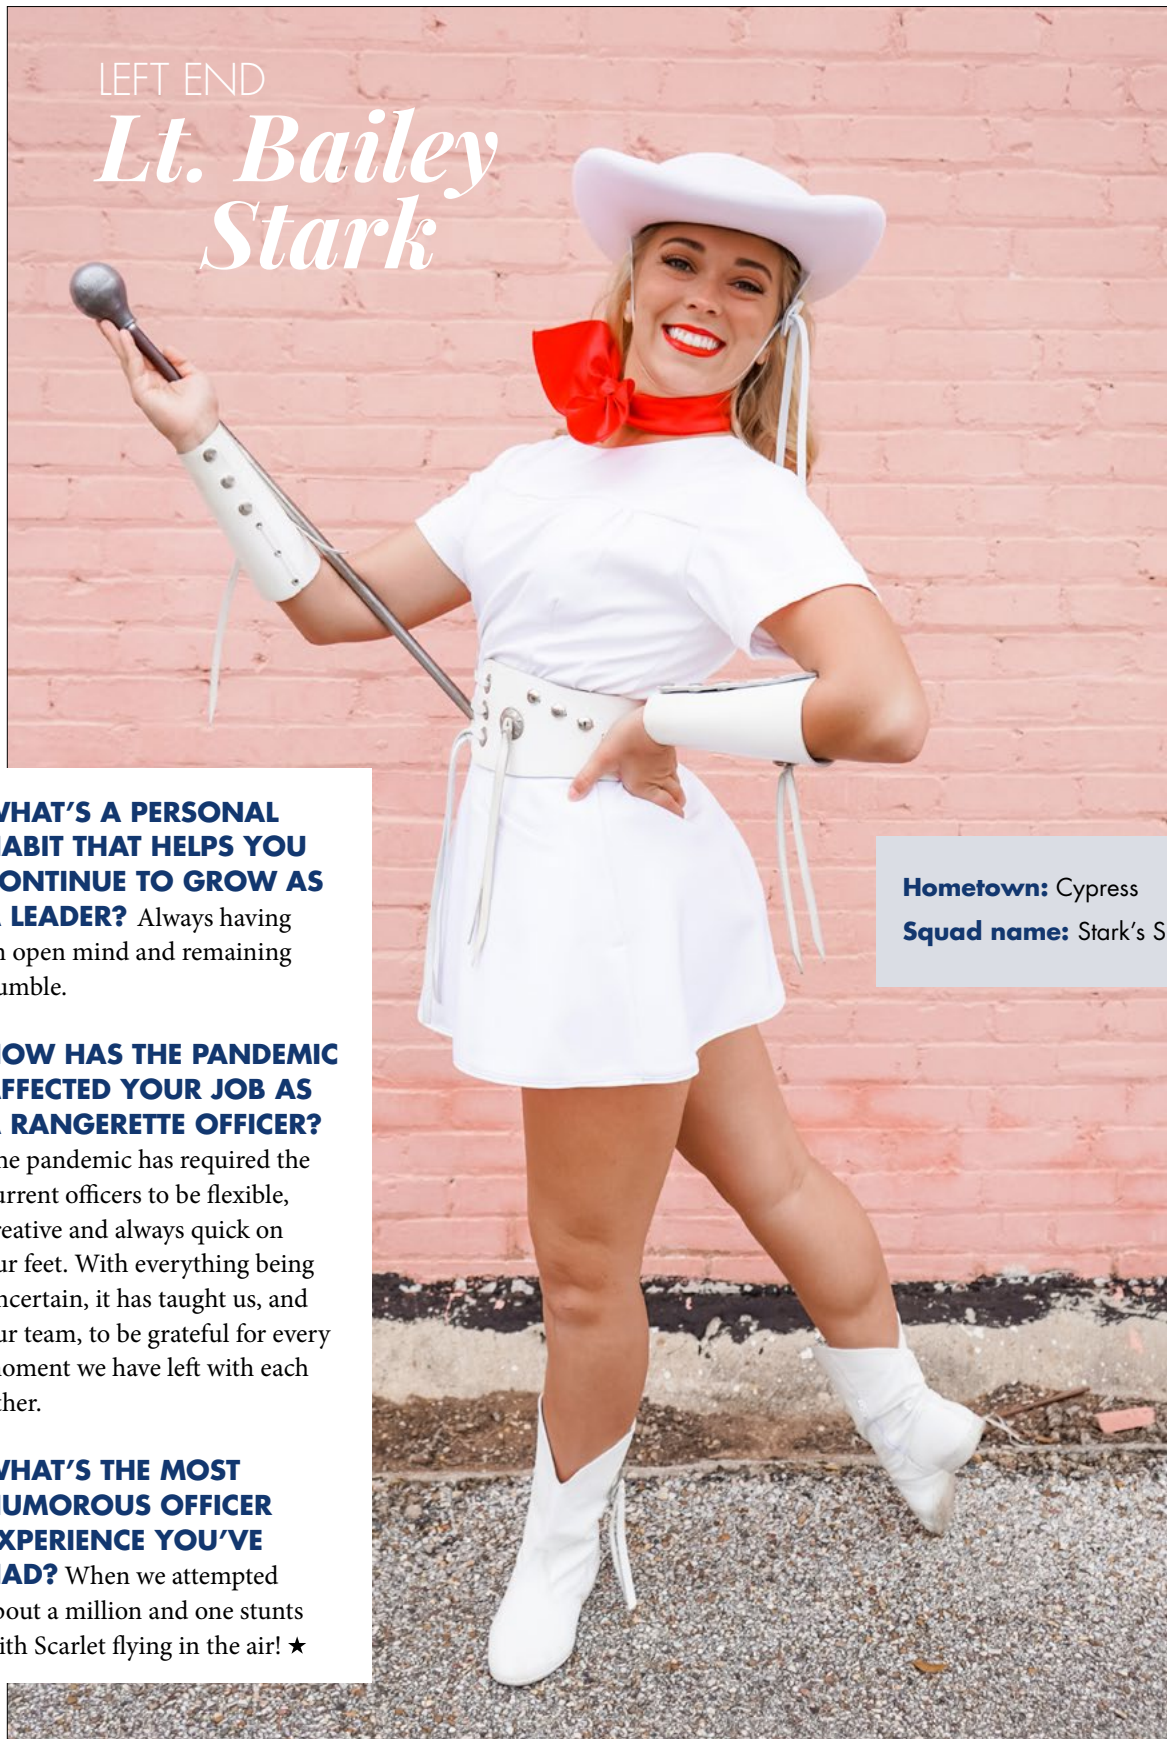 LEFT END
Lt. Bailey
Stark
WHAT'S A PERSONAL
ABIT THAT HELPS YOU
ONTINUE TO GROW AS
LEADER? Always having
n open mind and remaining
umble.
OW HAS THE PANDEMIC
FFECTED YOUR JOB AS
RANGERETTE OFFICER?
he pandemic has required the
urrent officers to be flexible,
reative and always quick on
ur feet. With everything being
ncertain, it has taught us, and
ur team, to be grateful for every
moment we have left with each
ther.
WHAT'S THE MOST
UMOROUS OFFICER
XPERIENCE YOU'VE
AD? When we attempted
bout a million and one stunts
ith Scarlet flying in the air! ★
Hometown: Cypress
Squad name: Stark's S